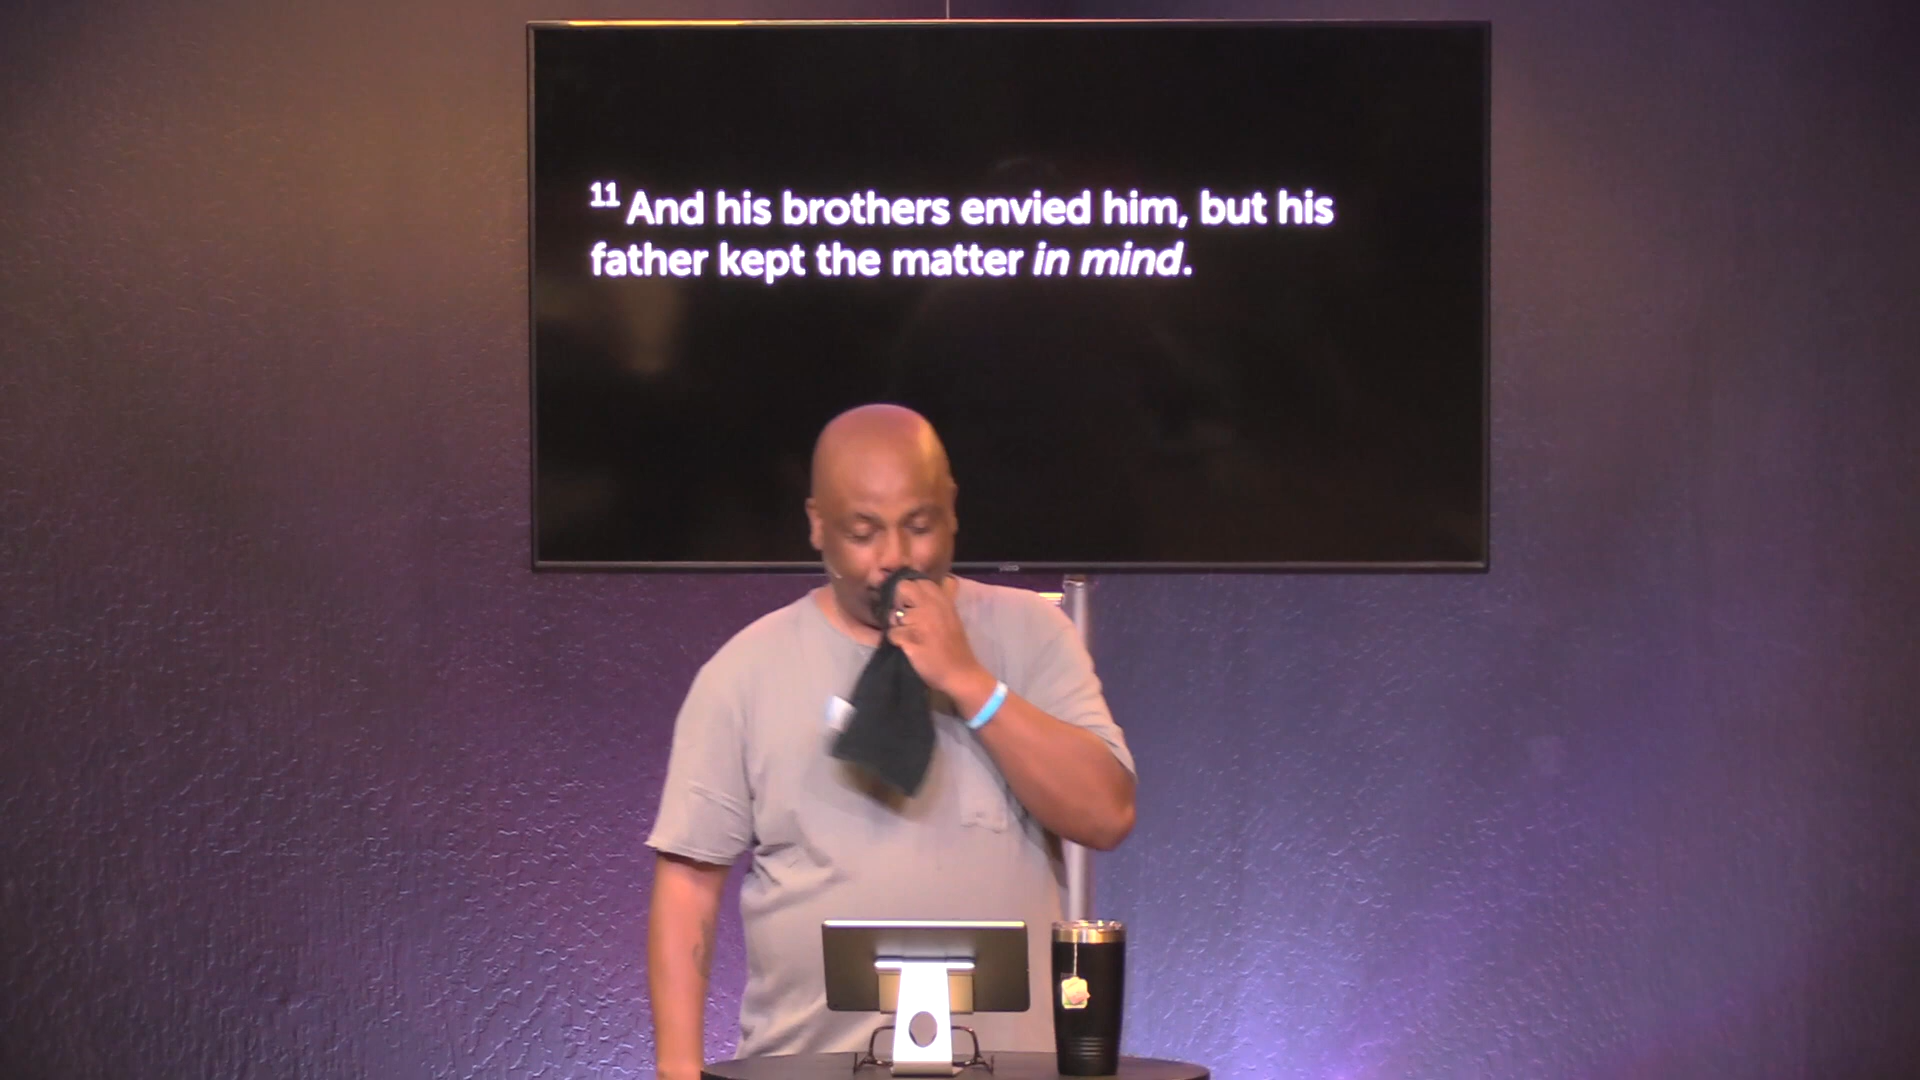 11 And his brothers envied him, but his
father kept the matter in mind.